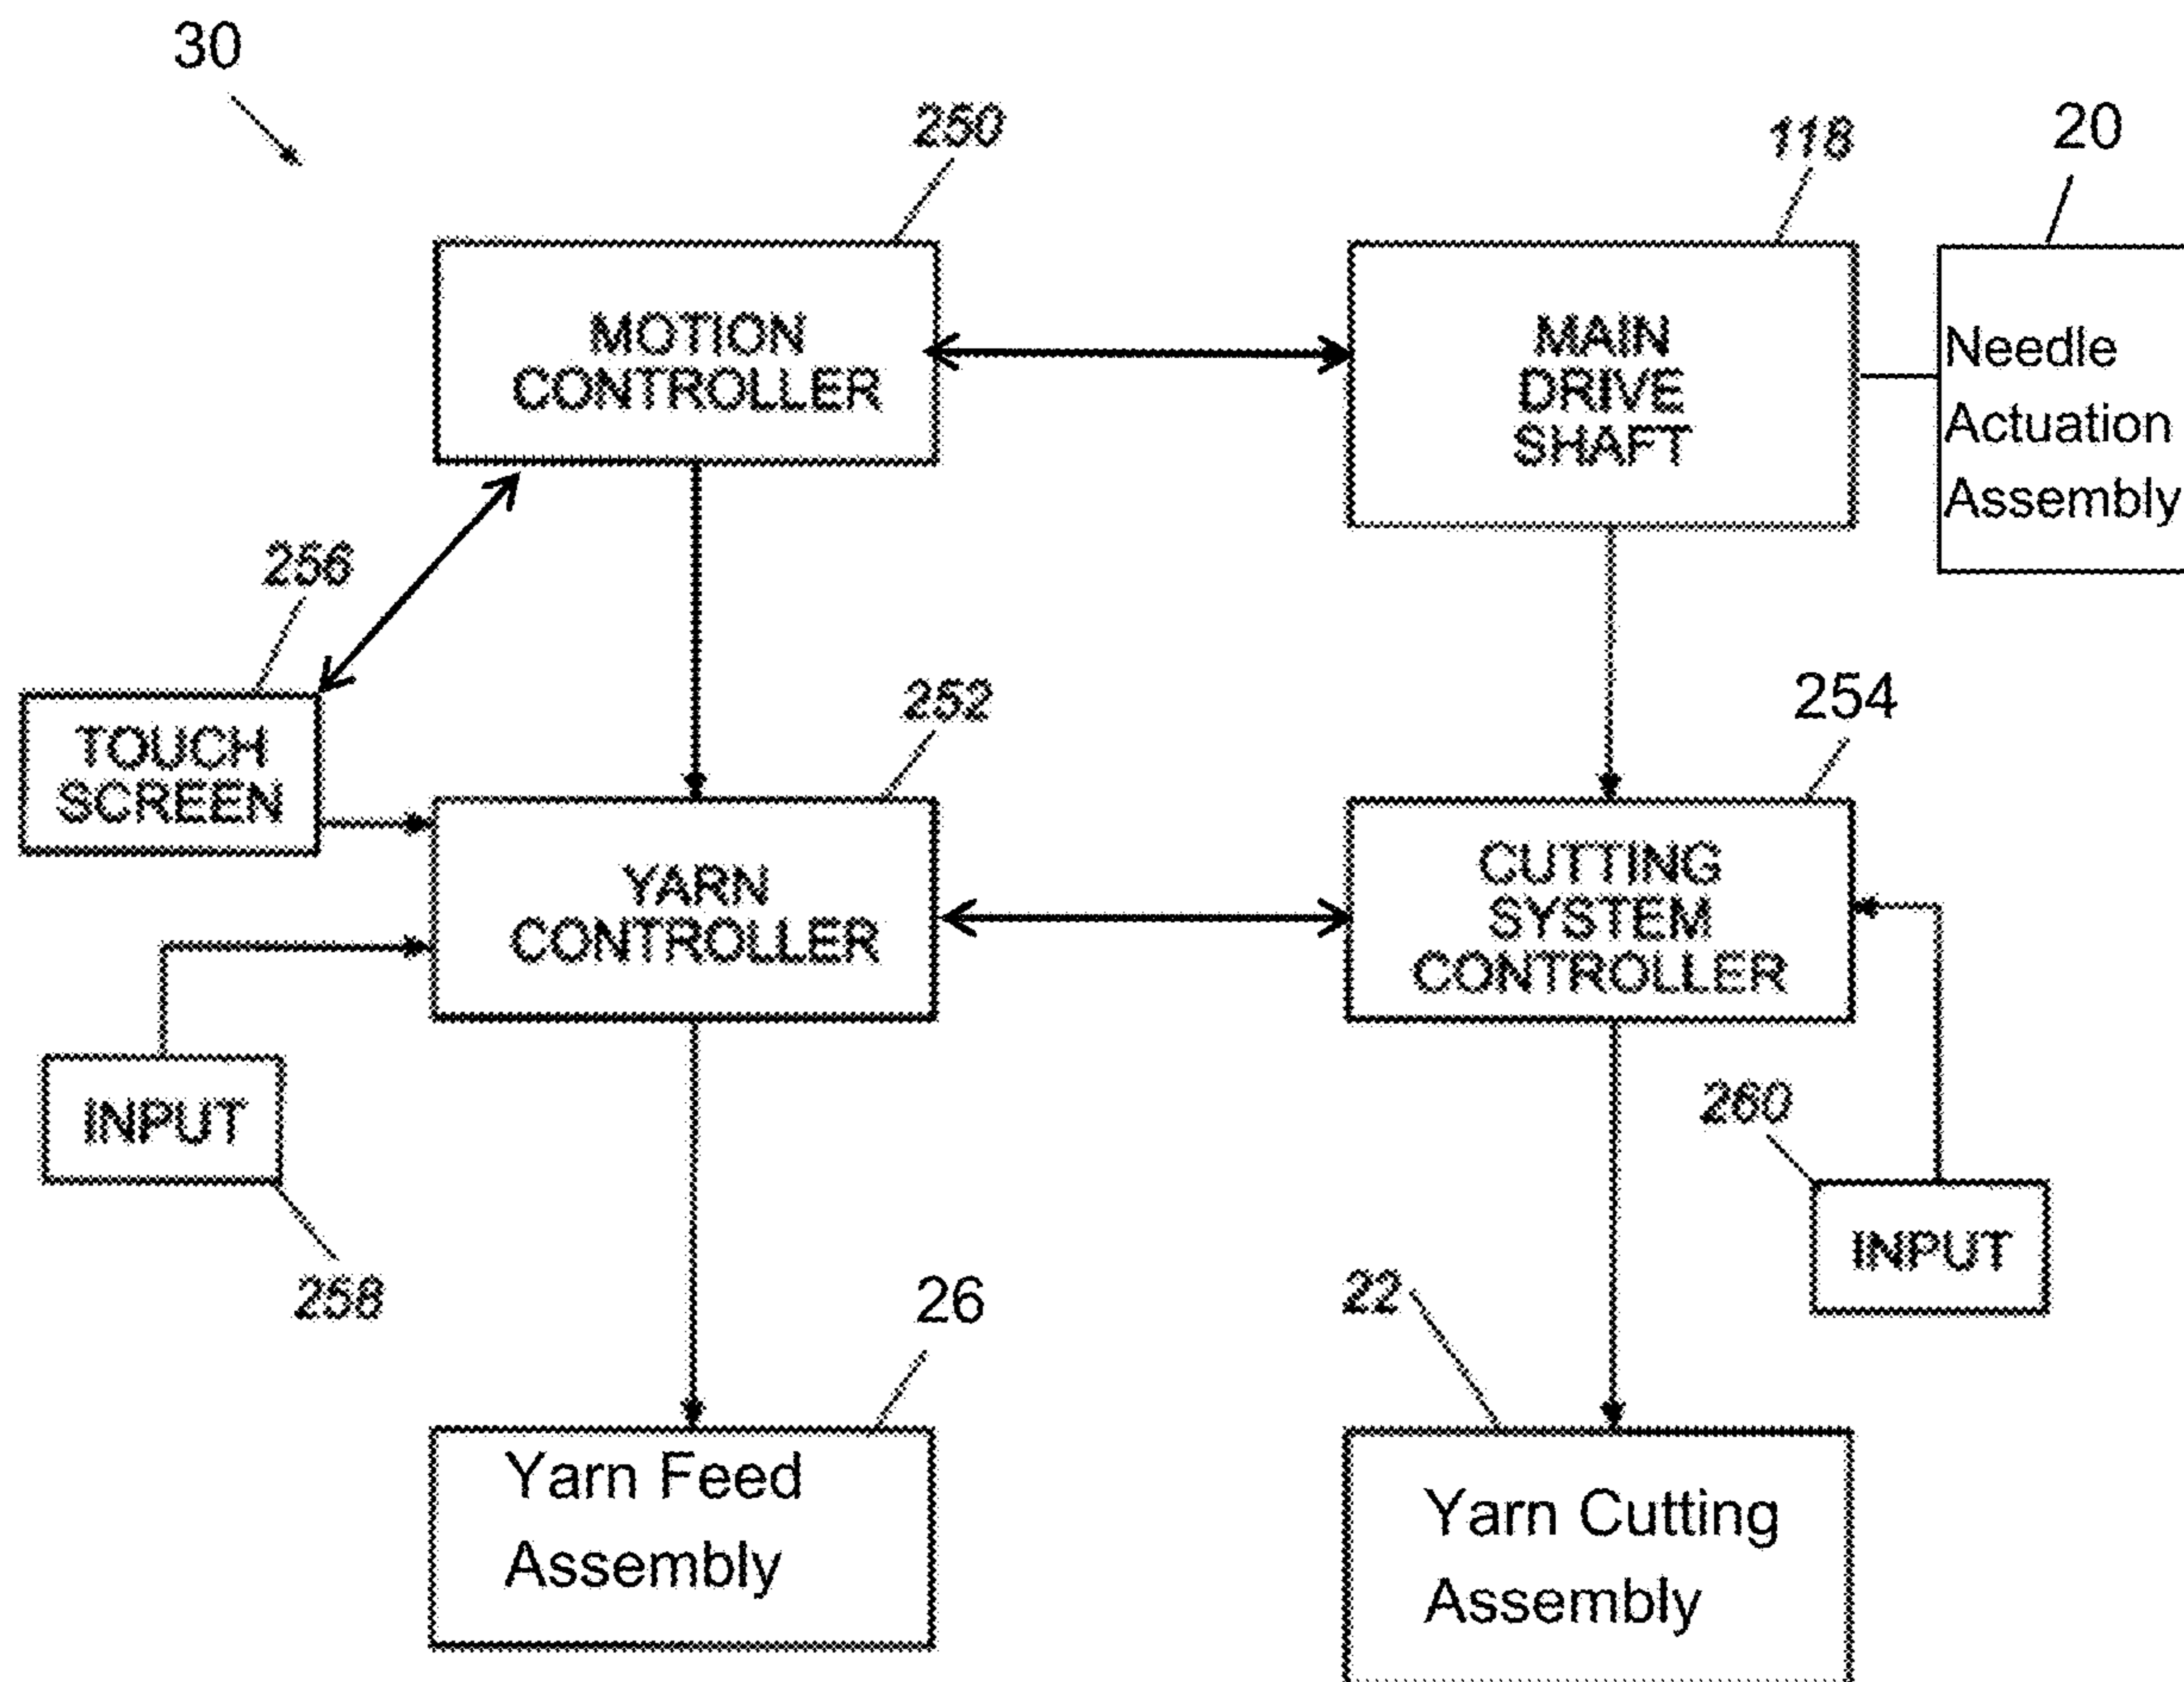 30
250
118
20
MOTION
CONTROLLER
MAIN
DRIVE
SHAFT
Needle
Actuation
Assembly
256
252
254
TOUCH
SCREEN
YARN
CONTROLLER
CUTTING
SYSTEM
CONTROLLER
INPUT
258
260
INPUT
26
22
Yarn Feed
Assembly
Yarn Cutting
Assembly